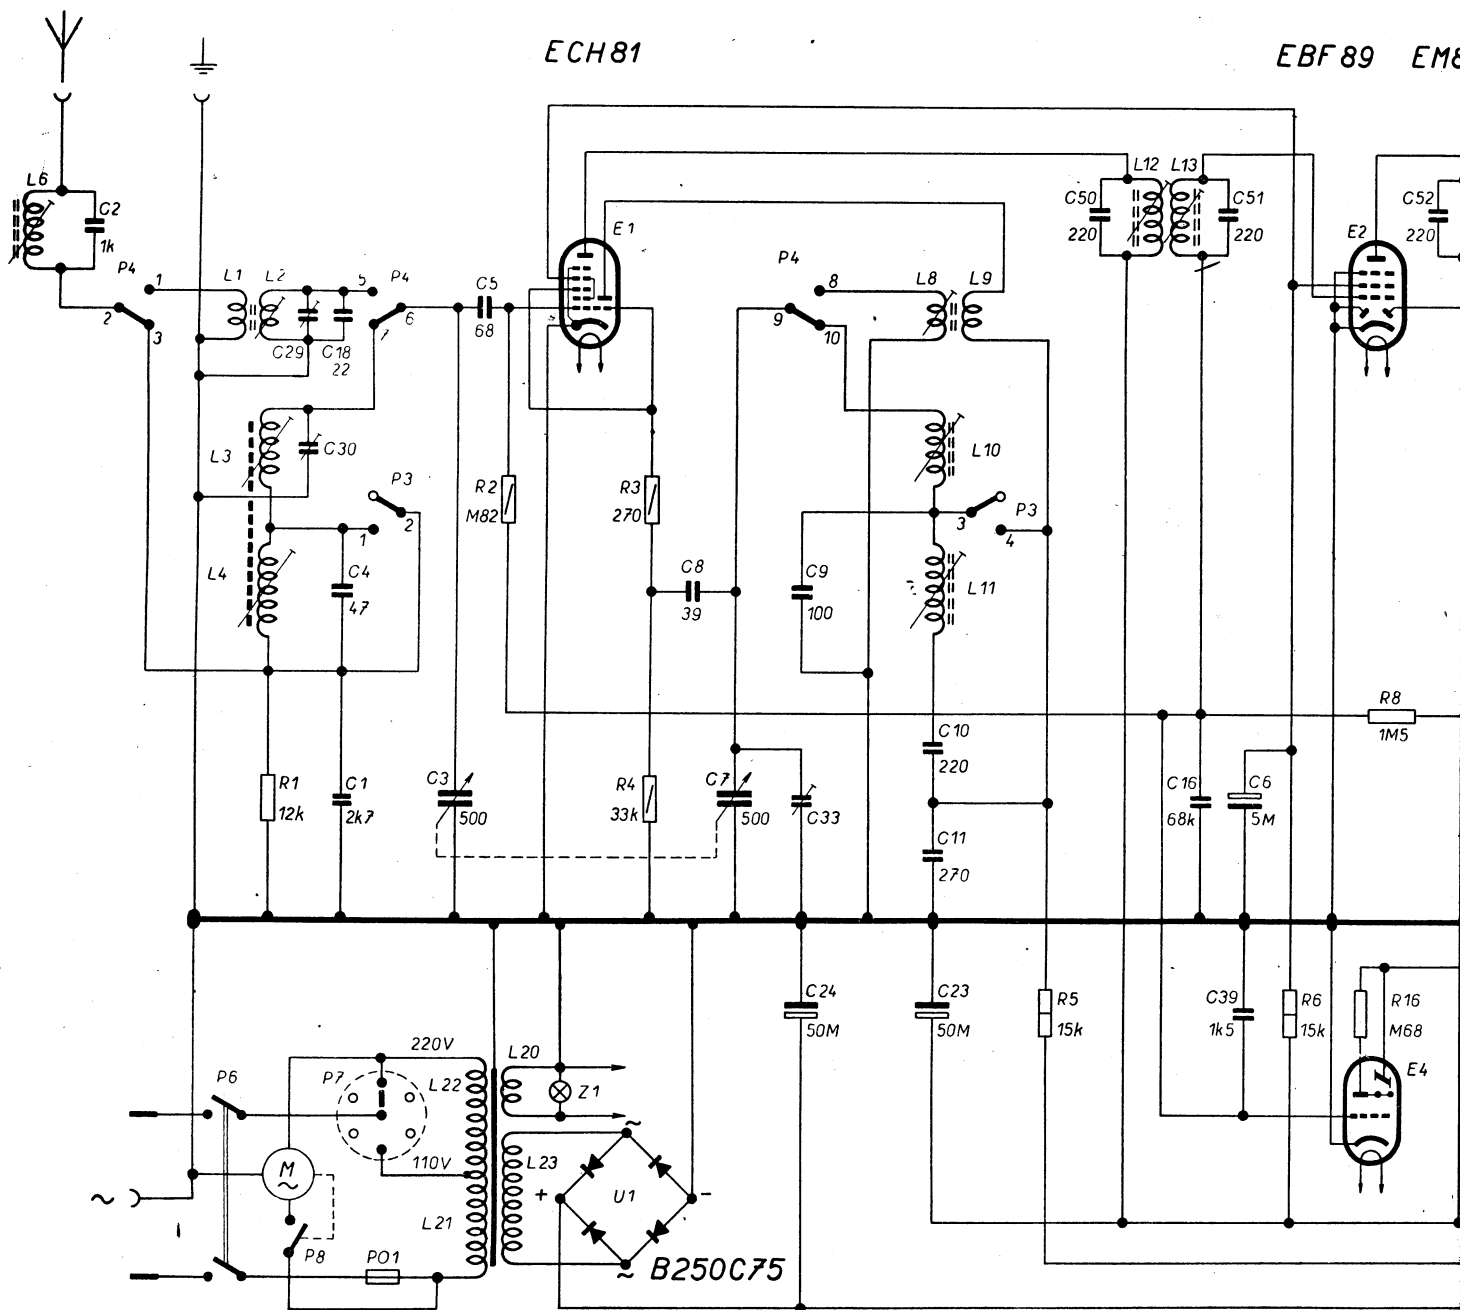 ECH81
EBF89 EM8
L6
C2
1k
P4
1
2
3
L1
L2
C29
C18
22
5
P4
6
7
C5
68
E1
P4
8
9
10
L8
L9
L12
L13
C50
220
C51
220
E2
C52
220
L3
C30
P3
2
1
L4
C4
47
R2
M82
R3
270
C8
39
C9
100
L10
P3
3
4
L11
R8
1M5
R1
12k
C1
2k7
C3
500
R4
33k
C7
500
C33
C10
220
C11
270
C16
68k
C6
5M
C24
50M
C23
50M
R5
15k
C39
1k5
R6
15k
R16
M68
E4
P6
P7
220V
L22
110V
L21
L20
Z1
L23
M
~
~
P8
PO1
~
+
U1
-
~
B250C75